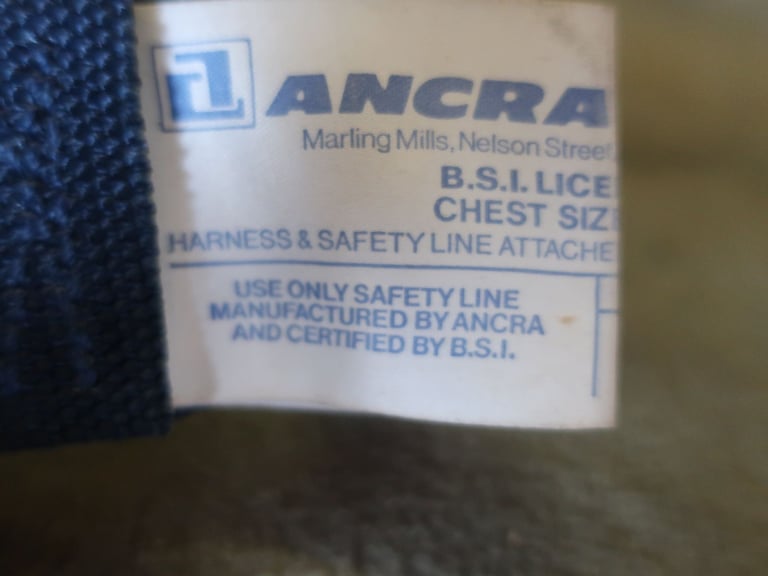 ANCRA
Marling Mills, Nelson Street,
B.S.I. LICE
CHEST SIZE
HARNESS & SAFETY LINE ATTACHE
USE ONLY SAFETY LINE
MANUFACTURED BY ANCRA
AND CERTIFIED BY B.S.I.